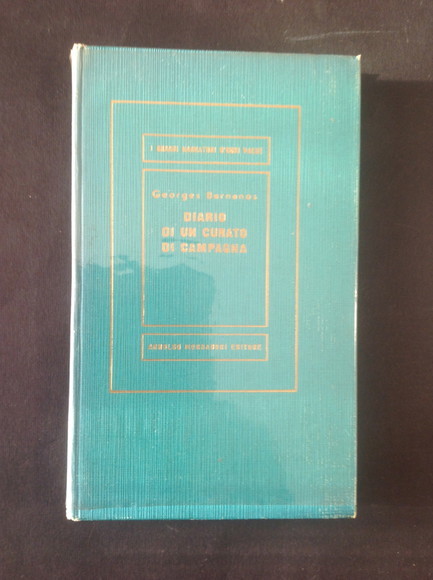 I GRANDI NARRATORI D'OGNI PAESE
Georges Bernanos
DIARIO
DI UN CURATO
DI CAMPAGNA
ARNOLDO MONDADORI EDITORE